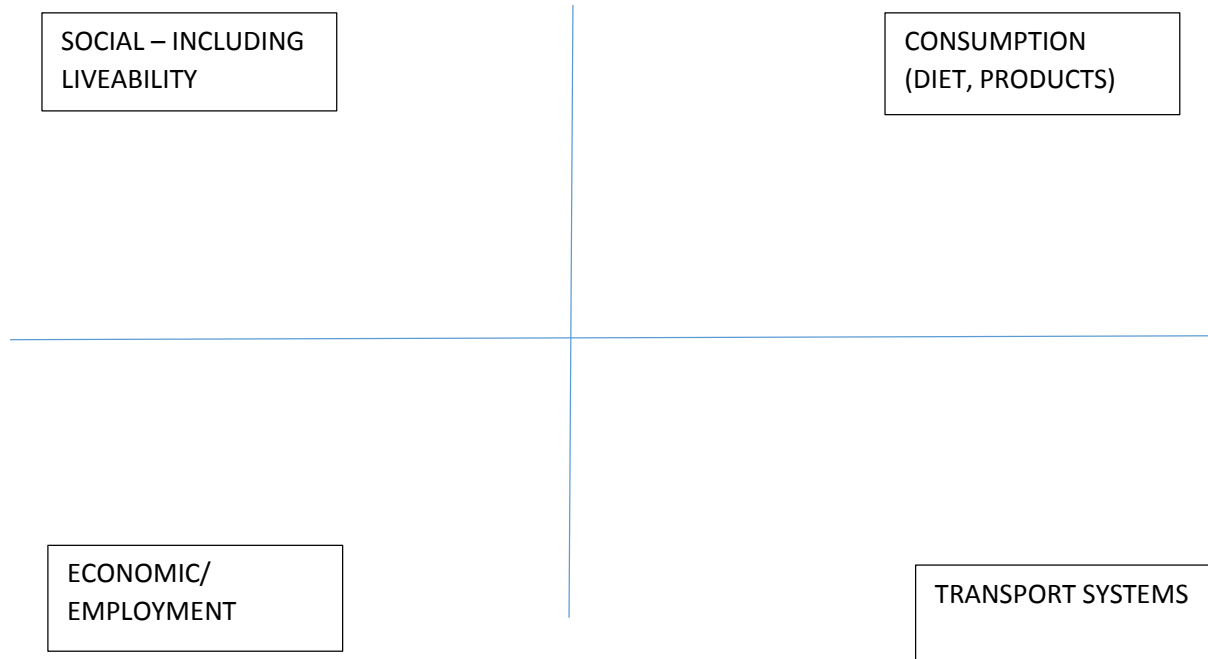 SOCIAL – INCLUDING
LIVEABILITY
CONSUMPTION
(DIET, PRODUCTS)
ECONOMIC/
EMPLOYMENT
TRANSPORT SYSTEMS